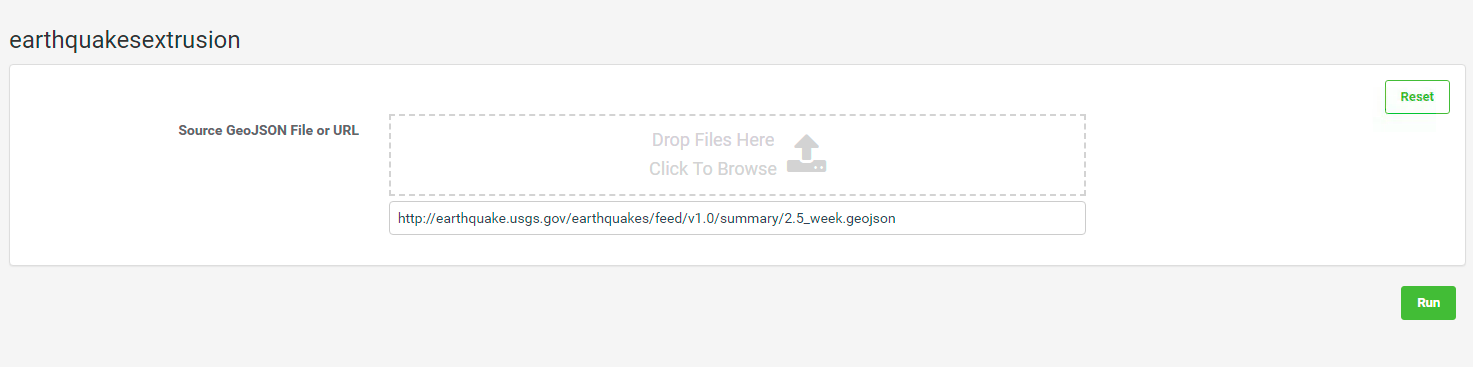 earthquakesextrusion
Reset
Source GeoJSON File or URL
Drop Files Here
Click To Browse
http://earthquake.usgs.gov/earthquakes/feed/v1.0/summary/2.5_week.geojson
Run